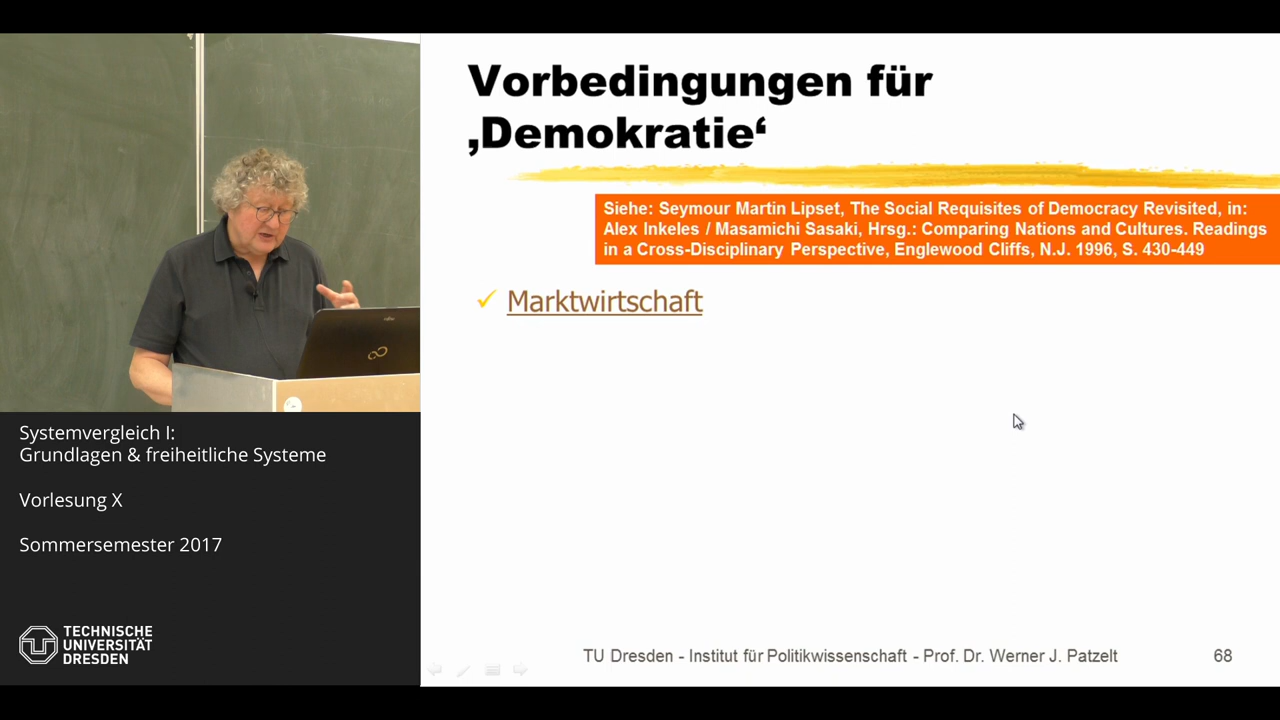 Vorbedingungen für
‚Demokratie‘
Siehe: Seymour Martin Lipset, The Social Requisites of Democracy Revisited, in:
Alex Inkeles / Masamichi Sasaki, Hrsg.: Comparing Nations and Cultures. Readings
in a Cross-Disciplinary Perspective, Englewood Cliffs, N.J. 1996, S. 430-449
Marktwirtschaft
TU Dresden - Institut für Politikwissenschaft - Prof. Dr. Werner J. Patzelt 68
Systemvergleich I:
Grundlagen & freiheitliche Systeme
Vorlesung X
Sommersemester 2017
TECHNISCHE
UNIVERSITÄT
DRESDEN